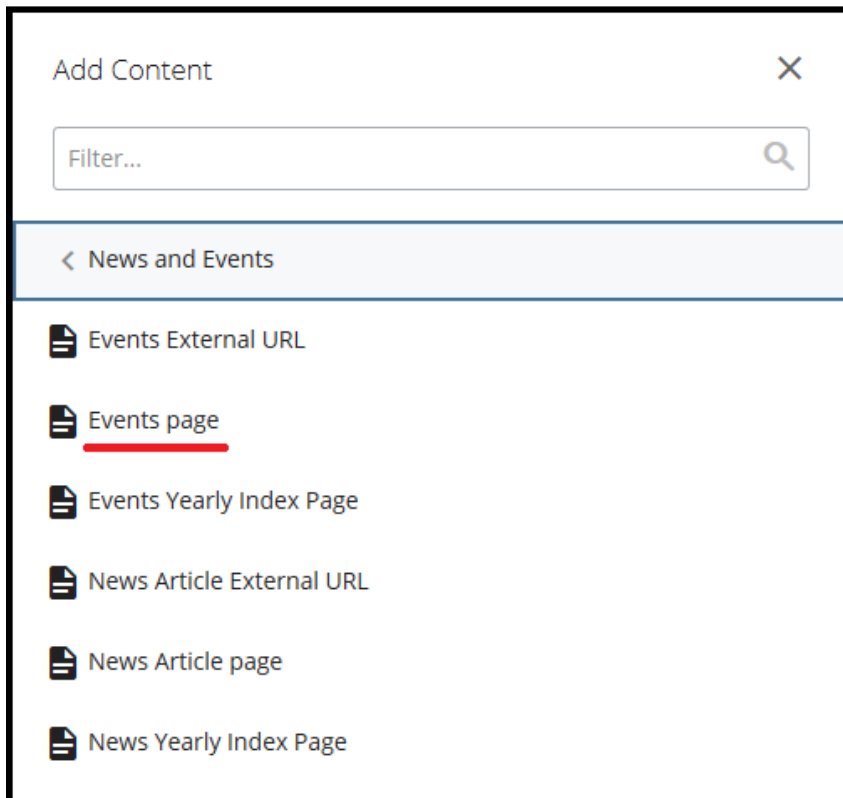 Add Content
Filter...
News and Events
Events External URL
Events page
Events Yearly Index Page
News Article External URL
News Article page
News Yearly Index Page